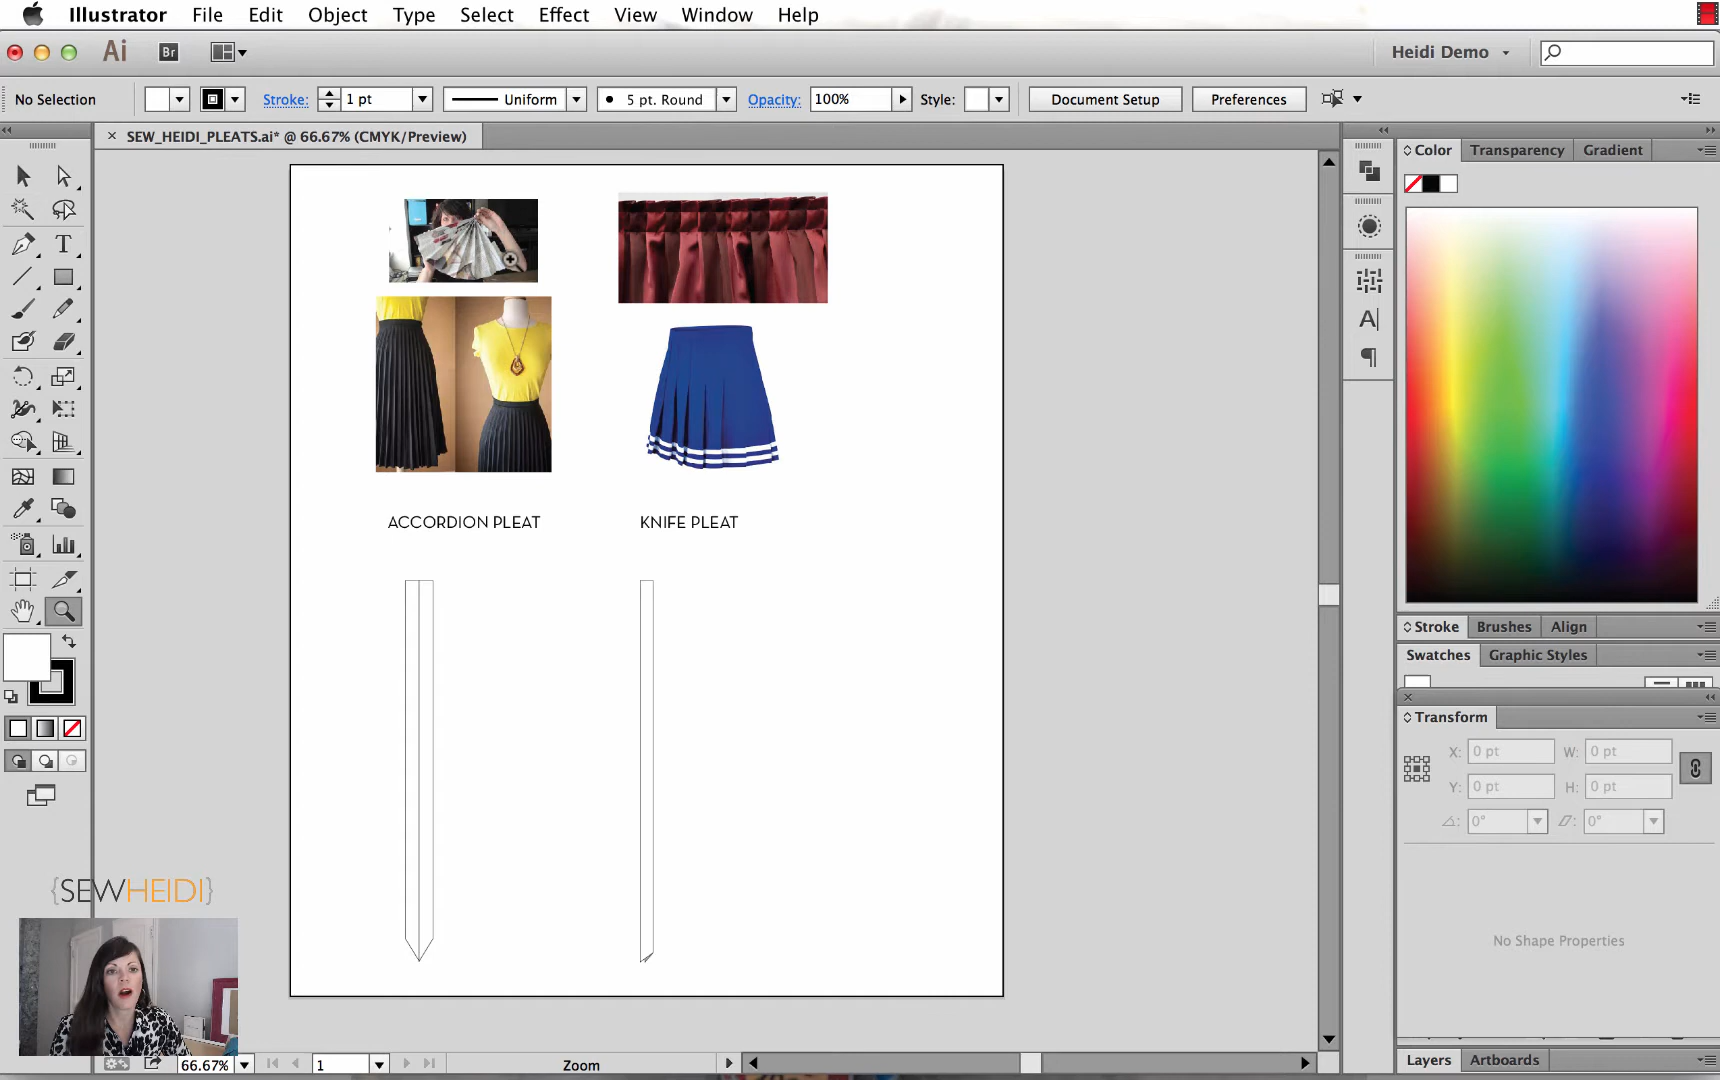 Illustrator File Edit Object Type Select Effect View Window Help
Ai Br Heidi Demo
No Selection Stroke: 1 pt Uniform 5 pt. Round Opacity: 100% Style: Document Setup Preferences
× SEW_HEIDI_PLEATS.ai* @ 66.67% (CMYK/Preview)
Color Transparency Gradient
T
A
ACCORDION PLEAT KNIFE PLEAT
Stroke Brushes Align
Swatches Graphic Styles
Transform
X: 0 pt W: 0 pt
Y: 0 pt H: 0 pt
0° 0°
{SEWHEIDI}
No Shape Properties
66.67% 1 Zoom
Layers Artboards